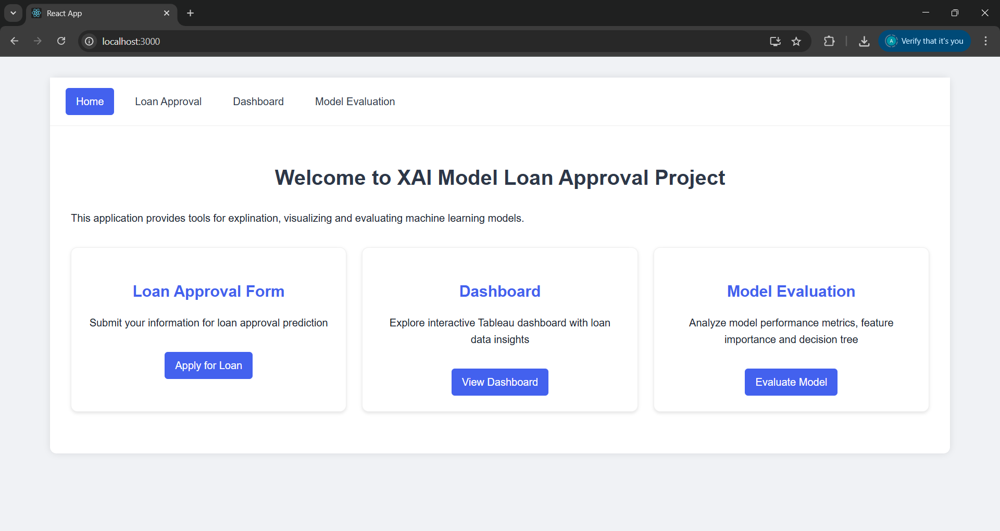 React App
localhost:3000
A
Verify that it's you
Home
Loan Approval
Dashboard
Model Evaluation
Welcome to XAI Model Loan Approval Project
This application provides tools for explination, visualizing and evaluating machine learning models.
Loan Approval Form
Submit your information for loan approval prediction
Apply for Loan
Dashboard
Explore interactive Tableau dashboard with loan
data insights
View Dashboard
Model Evaluation
Analyze model performance metrics, feature
importance and decision tree
Evaluate Model